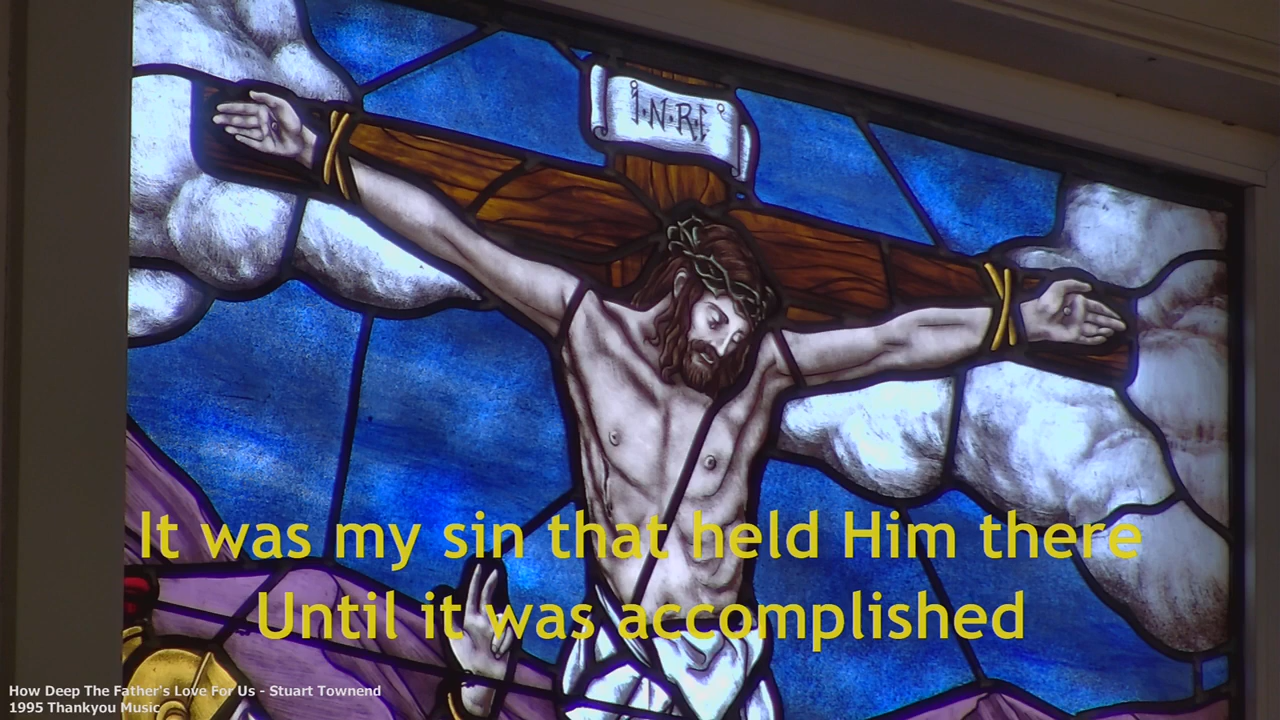 I·N·R·I
It was my sin that held Him there
Until it was accomplished
How Deep The Father's Love For Us - Stuart Townend
1995 Thankyou Music